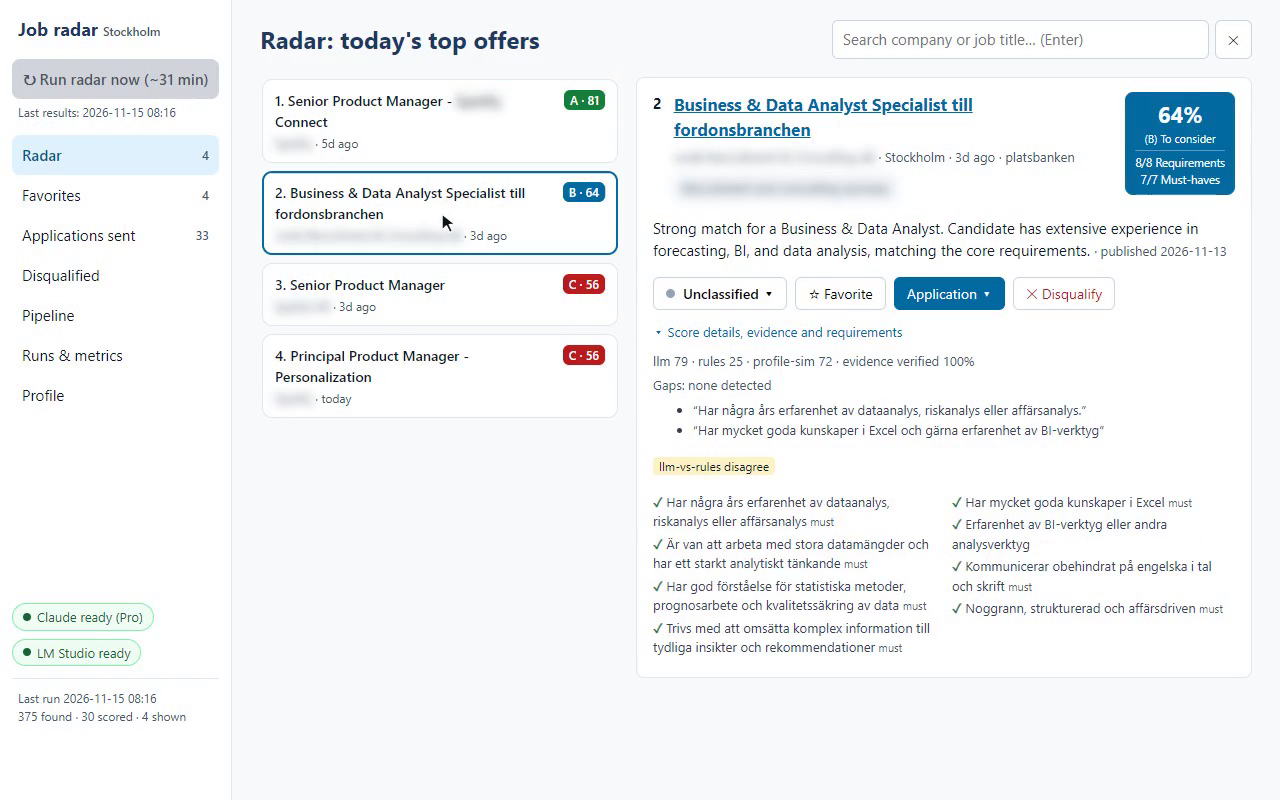 Job radar Stockholm
↻ Run radar now (~31 min)
Last results: 2026-11-15 08:16
Radar 4
Favorites 4
Applications sent 33
Disqualified
Pipeline
Runs & metrics
Profile
Claude ready (Pro)
LM Studio ready
Last run 2026-11-15 08:16
375 found · 30 scored · 4 shown
Radar: today's top offers
Search company or job title... (Enter)
×
1. Senior Product Manager - 
Connect
A · 81
· 5d ago
2. Business & Data Analyst Specialist till
fordonsbranchen
B · 64
· 3d ago
3. Senior Product Manager
C · 56
· 3d ago
4. Principal Product Manager -
Personalization
C · 56
· today
2 Business & Data Analyst Specialist till
fordonsbranchen
· Stockholm · 3d ago · platsbanken
64%
(B) To consider
8/8 Requirements
7/7 Must-haves
Strong match for a Business & Data Analyst. Candidate has extensive experience in
forecasting, BI, and data analysis, matching the core requirements. · published 2026-11-13
Unclassified ▾
☆ Favorite
Application ▾
✕ Disqualify
▾ Score details, evidence and requirements
llm 79 · rules 25 · profile-sim 72 · evidence verified 100%
Gaps: none detected
• “Har några års erfarenhet av dataanalys, riskanalys eller affärsanalys.”
• “Har mycket goda kunskaper i Excel och gärna erfarenhet av BI-verktyg”
llm-vs-rules disagree
✓ Har några års erfarenhet av dataanalys,
riskanalys eller affärsanalys must
✓ Är van att arbeta med stora datamängder och
har ett starkt analytiskt tänkande must
✓ Har god förståelse för statistiska metoder,
prognosarbete och kvalitetssäkring av data must
✓ Trivs med att omsätta komplex information till
tydliga insikter och rekommendationer must
✓ Har mycket goda kunskaper i Excel must
✓ Erfarenhet av BI-verktyg eller andra
analysverktyg
✓ Kommunicerar obehindrat på engelska i tal
och skrift must
✓ Noggrann, strukturerad och affärsdriven must